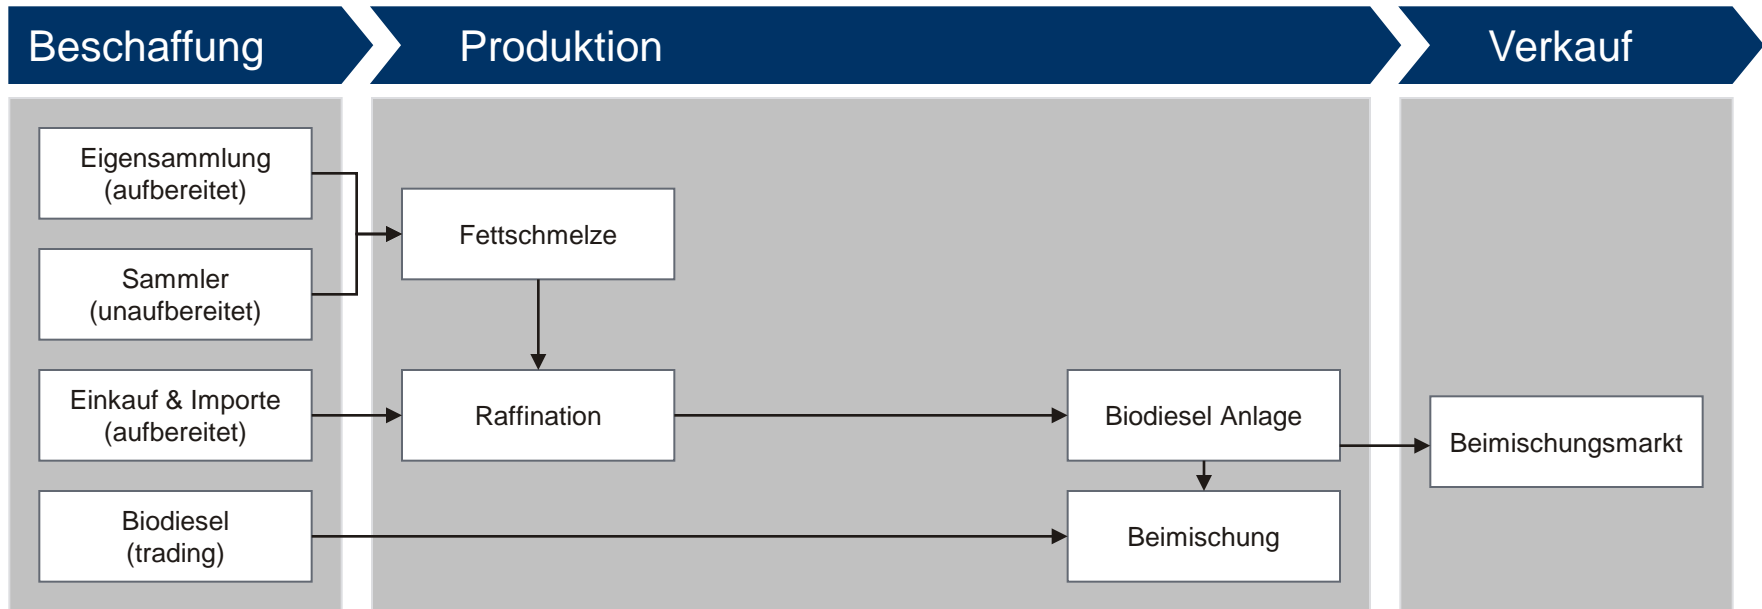 Beschaffung
Produktion
Verkauf
Eigensammlung
(aufbereitet)
Sammler
(unaufbereitet)
Einkauf & Importe
(aufbereitet)
Biodiesel
(trading)
Fettschmelze
Raffination
Biodiesel Anlage
Beimischung
Beimischungsmarkt